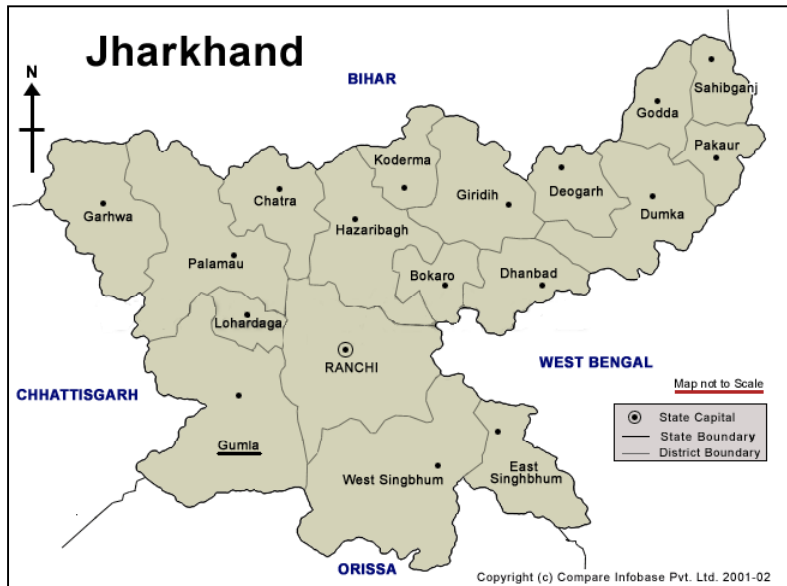 Jharkhand
N
BIHAR
Sahibganj
Godda
Pakaur
Koderma
Deogarh
Chatra
Giridih
Garhwa
Dumka
Hazaribagh
Palamau
Bokaro
Dhanbad
Lohardaga
RANCHI
WEST BENGAL
CHHATTISGARH
Map not to Scale
State Capital
State Boundary
District Boundary
Gumla
West Singbhum
East
Singhbhum
ORISSA
Copyright (c) Compare Infobase Pvt. Ltd. 2001-02